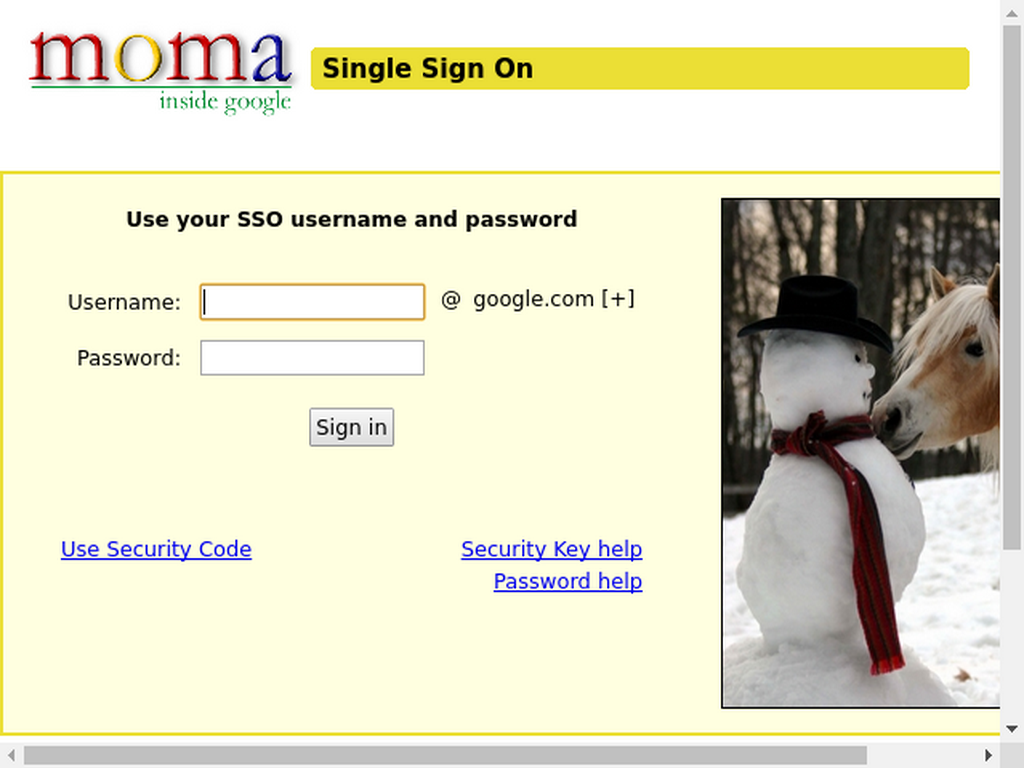 moma
inside google
Single Sign On
Use your SSO username and password
Username:
@ google.com [+]
Password:
Sign in
Use Security Code
Security Key help
Password help